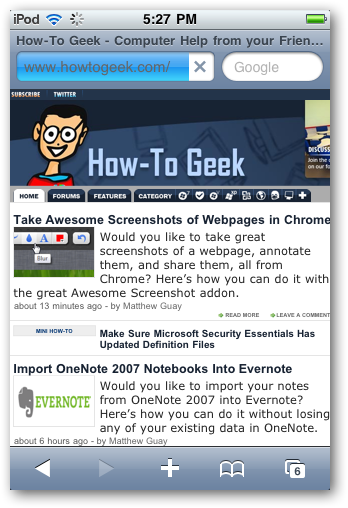 iPod 5:27 PM
How-To Geek - Computer Help from your Frien...
www.howtogeek.com/ Google
SUBSCRIBE TWITTER
How-To Geek
DISCUSS
Join the
on the
HOME FORUMS FEATURES CATEGORY
Take Awesome Screenshots of Webpages in Chrome
A
Blur
Would you like to take great
screenshots of a webpage, annotate
them, and share them, all from
Chrome? Here's how you can do it with
the great Awesome Screenshot addon.
about 13 minutes ago - by Matthew Guay
READ MORE LEAVE A COMMENT
MINI HOW-TO
Make Sure Microsoft Security Essentials Has
Updated Definition Files
Import OneNote 2007 Notebooks Into Evernote
EVERNOTE
Would you like to import your notes
from OneNote 2007 into Evernote?
Here's how you can do it without losing
any of your existing data in OneNote.
about 6 hours ago - by Matthew Guay
6